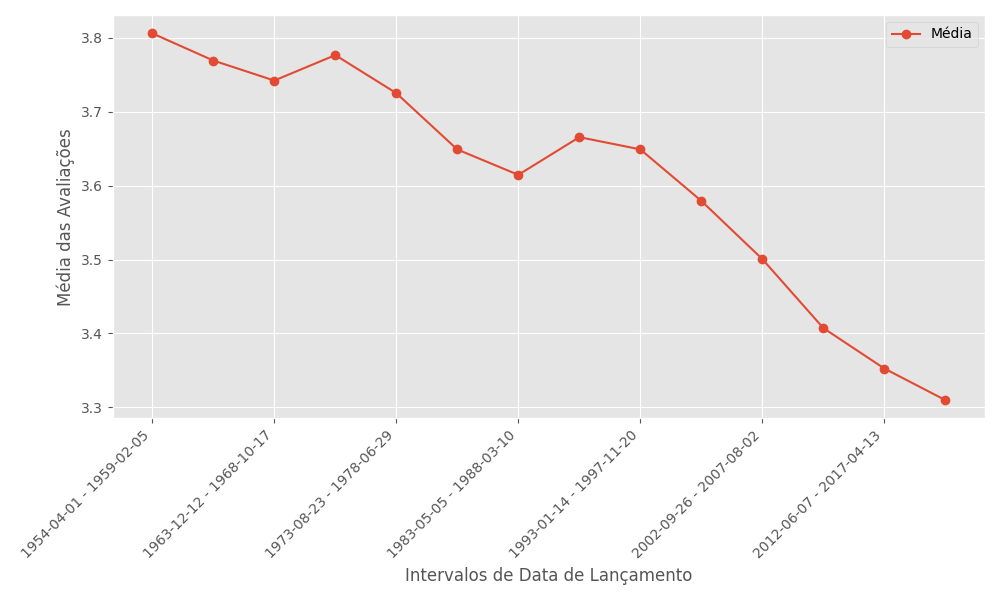 Média
3.8
3.7
3.6
3.5
3.4
3.3
Média das Avaliações
1954-04-01 - 1959-02-05
1963-12-12 - 1968-10-17
1973-08-23 - 1978-06-29
1983-05-05 - 1988-03-10
1993-01-14 - 1997-11-20
2002-09-26 - 2007-08-02
2012-06-07 - 2017-04-13
Intervalos de Data de Lançamento